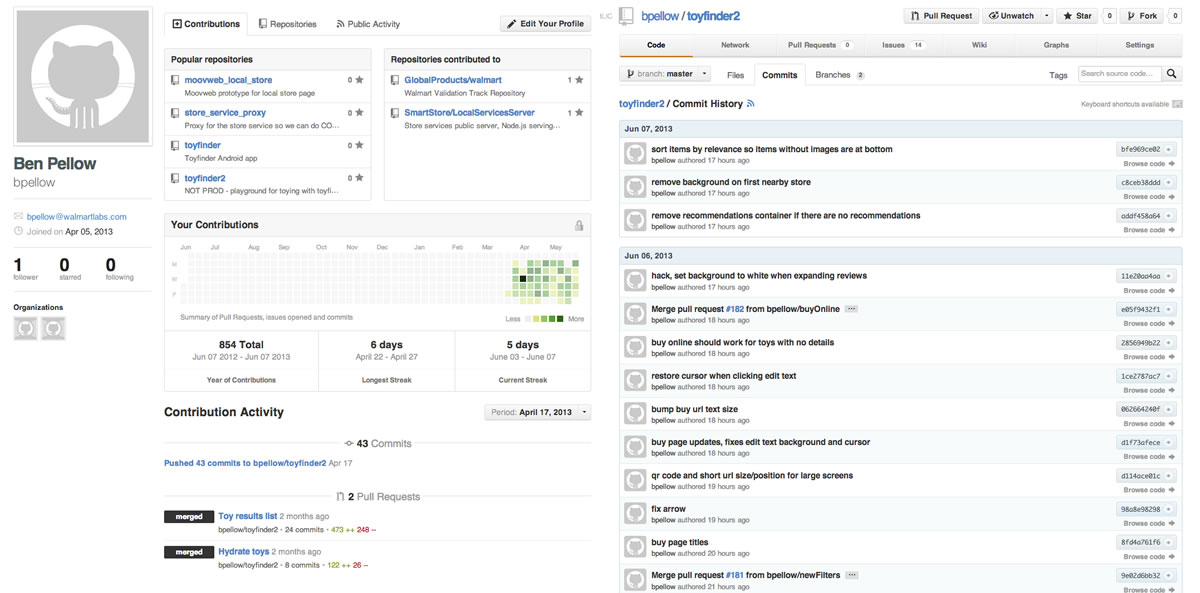 Contributions
Repositories
Public Activity
Edit Your Profile
Ben Pellow
bpellow
bpellow@walmartlabs.com
Joined on Apr 05, 2013
1 0 0
follower starred following
Organizations
Popular repositories
moovweb_local_store 0
Moovweb prototype for local store page
store_service_proxy 0
Proxy for the store service so we can do CO...
toyfinder 0
Toyfinder Android app
toyfinder2 0
NOT PROD - playground for toying with toyfi...
Repositories contributed to
GlobalProducts/walmart 1
Walmart Validation Track Repository
SmartStore/LocalServicesServer 1
Store services public server, Node.js serving...
Your Contributions
Jun Jul Aug Sep Oct Nov Dec Jan Feb Mar Apr May
M
W
F
Summary of Pull Requests, issues opened and commits
Less More
854 Total
Jun 07 2012 - Jun 07 2013
Year of Contributions
6 days
April 22 - April 27
Longest Streak
5 days
June 03 - June 07
Current Streak
Contribution Activity
Period: April 17, 2013
43 Commits
Pushed 43 commits to bpellow/toyfinder2 Apr 17
2 Pull Requests
merged Toy results list 2 months ago
bpellow/toyfinder2 • 24 commits • 473 ++ 248 --
merged Hydrate toys 2 months ago
bpellow/toyfinder2 • 8 commits • 122 ++ 26 --
bpellow / toyfinder2
Pull Request
Unwatch
Star 0
Fork 0
Code Network Pull Requests 0 Issues 14 Wiki Graphs Settings
branch: master Files Commits Branches 2 Tags Search source code...
toyfinder2 / Commit History
Keyboard shortcuts available
Jun 07, 2013
sort items by relevance so items without images are at bottom bfe969ce02
bpellow authored 17 hours ago Browse code
remove background on first nearby store c8ceb38ddd
bpellow authored 17 hours ago Browse code
remove recommendations container if there are no recommendations addf458a64
bpellow authored 17 hours ago Browse code
Jun 06, 2013
hack, set background to white when expanding reviews 11e20aa4aa
bpellow authored 17 hours ago Browse code
Merge pull request #182 from bpellow/buyOnline ... e05f9432f1
bpellow authored 18 hours ago Browse code
buy online should work for toys with no details 2856949b22
bpellow authored 18 hours ago Browse code
restore cursor when clicking edit text 1ce2787ac7
bpellow authored 18 hours ago Browse code
bump buy url text size 062664240f
bpellow authored 18 hours ago Browse code
buy page updates, fixes edit text background and cursor d1f73afece
bpellow authored 18 hours ago Browse code
qr code and short url size/position for large screens d114ace01c
bpellow authored 19 hours ago Browse code
fix arrow 98a8e98298
bpellow authored 19 hours ago Browse code
buy page titles 8fd4a761f6
bpellow authored 20 hours ago Browse code
Merge pull request #181 from bpellow/newFilters ... 9e02d6bb32
bpellow authored 21 hours ago Browse code